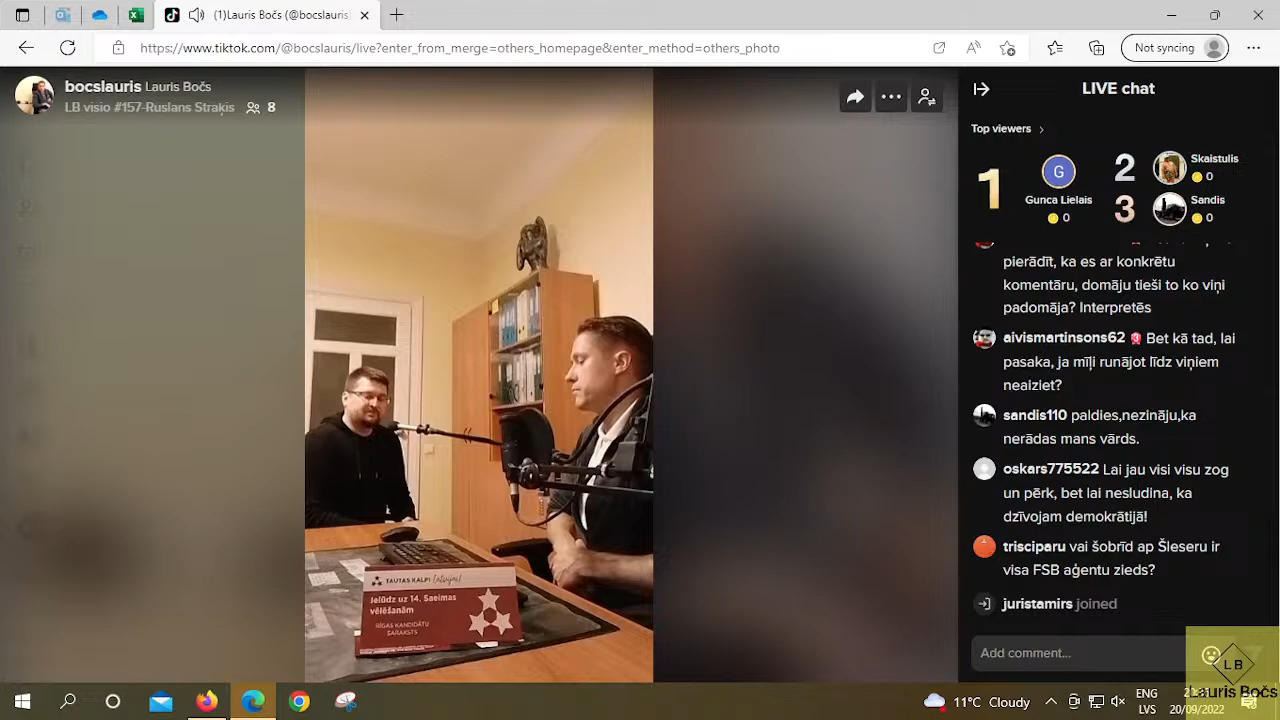 (1)Lauris Bočs (@bocslauris
https://www.tiktok.com/@bocslauris/live?enter_from_merge=others_homepage&enter_method=others_photo
Not syncing
bocslauris Lauris Bočs
LB visio #157-Ruslans Straķis 8
LIVE chat
Top viewers
1
G
Gunca Lielais
0
2
Skaistulis
0
3
Sandis
0
pierādīt, ka es ar konkrētu
komentāru, domāju tieši to ko viņi
padomāja? Interpretēs
aivismartinsons62 Bet kā tad, lai
pasaka, ja mīļi runājot līdz viņiem
neaiziet?
sandis110 paldies,nezināju,ka
nerādas mans vārds.
oskars775522 Lai jau visi visu zog
un pērk, bet lai nesludina, ka
dzīvojam demokrātijā!
trisciparu vai šobrīd ap Šleseru ir
visa FSB aģentu zieds?
juristamirs joined
Add comment...
TAUTAS KALPI Latvijai
Ielūdz uz 14. Saeimas
vēlēšanām
RĪGAS KANDIDĀTU
SARAKSTS
LB
Lauris Bočs
11°C Cloudy
ENG
LVS
20/09/2022